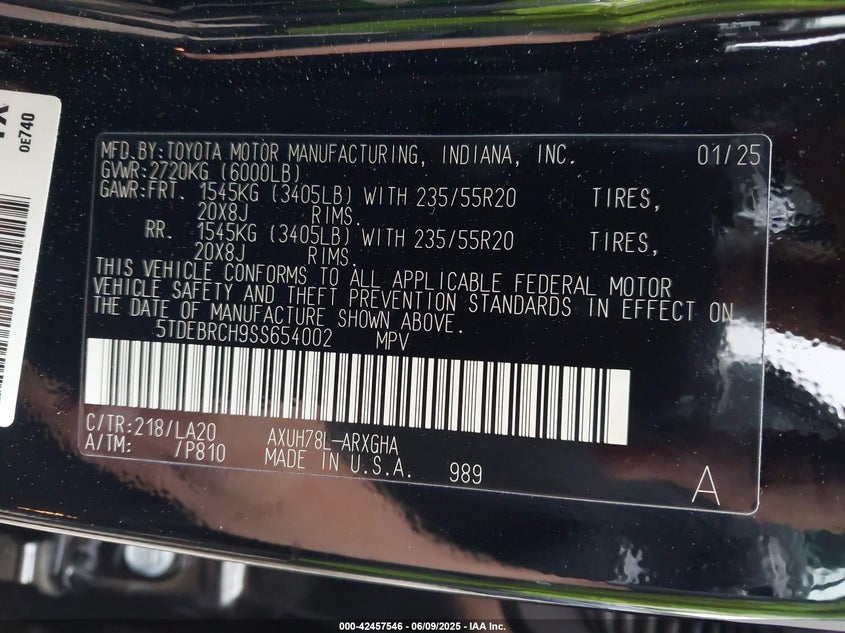 0E740
MFD.BY:TOYOTA MOTOR MANUFACTURING, INDIANA, INC. 01/25
GVWR:2720KG (6000LB)
GAWR:FRT. 1545KG (3405LB) WITH 235/55R20 TIRES,
20X8J RIMS.
RR. 1545KG (3405LB) WITH 235/55R20 TIRES,
20X8J RIMS.
THIS VEHICLE CONFORMS TO ALL APPLICABLE FEDERAL MOTOR
VEHICLE SAFETY AND THEFT PREVENTION STANDARDS IN EFFECT ON
THE DATE OF MANUFACTURE SHOWN ABOVE.
5TDEBRCH9SS654002 MPV
C/TR:218/LA20 AXUH78L-ARXGHA
A/TM: /P810 MADE IN U.S.A. 989
A
000-42457546 - 06/09/2025 - IAA Inc.